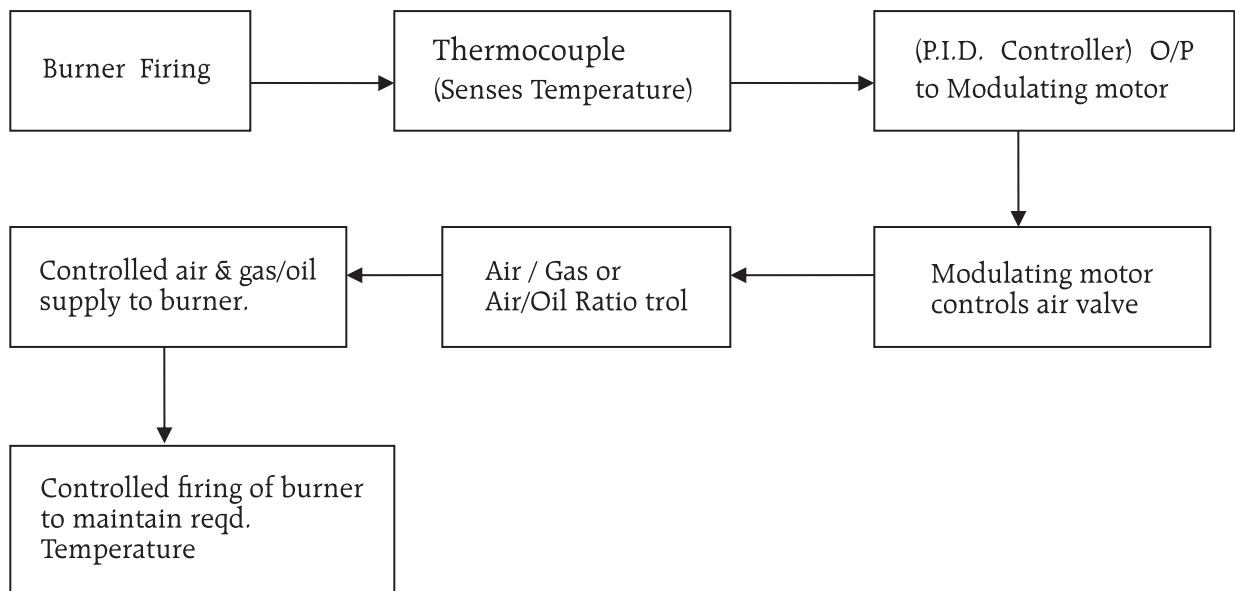 Burner Firing
Thermocouple
(Senses Temperature)
(P.I.D. Controller) O/P
to Modulating motor
Modulating motor
controls air valve
Air / Gas or
Air/Oil Ratio trol
Controlled air & gas/oil
supply to burner.
Controlled firing of burner
to maintain reqd.
Temperature